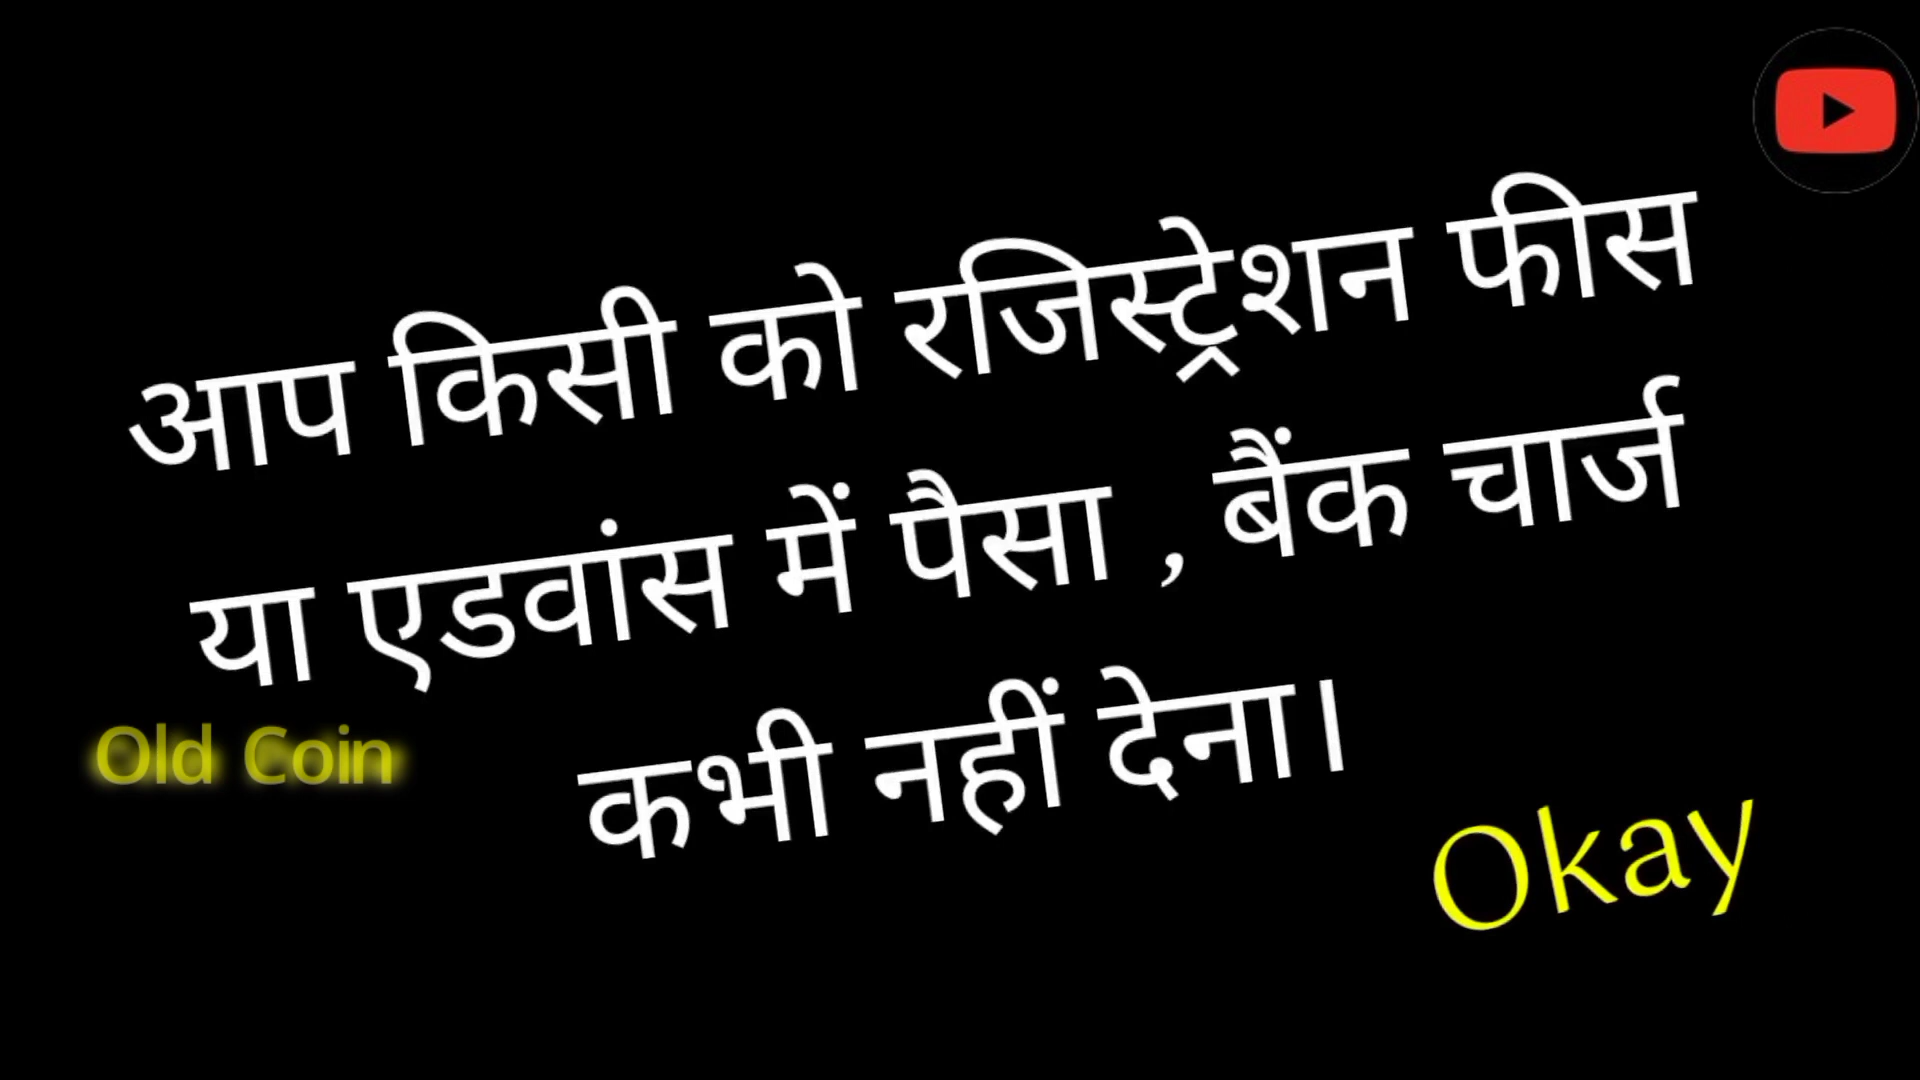 आप किसी को रजिस्ट्रेशन फीस
या एडवांस में पैसा , बैंक चार्ज
कभी नहीं देना।
Old Coin
Okay